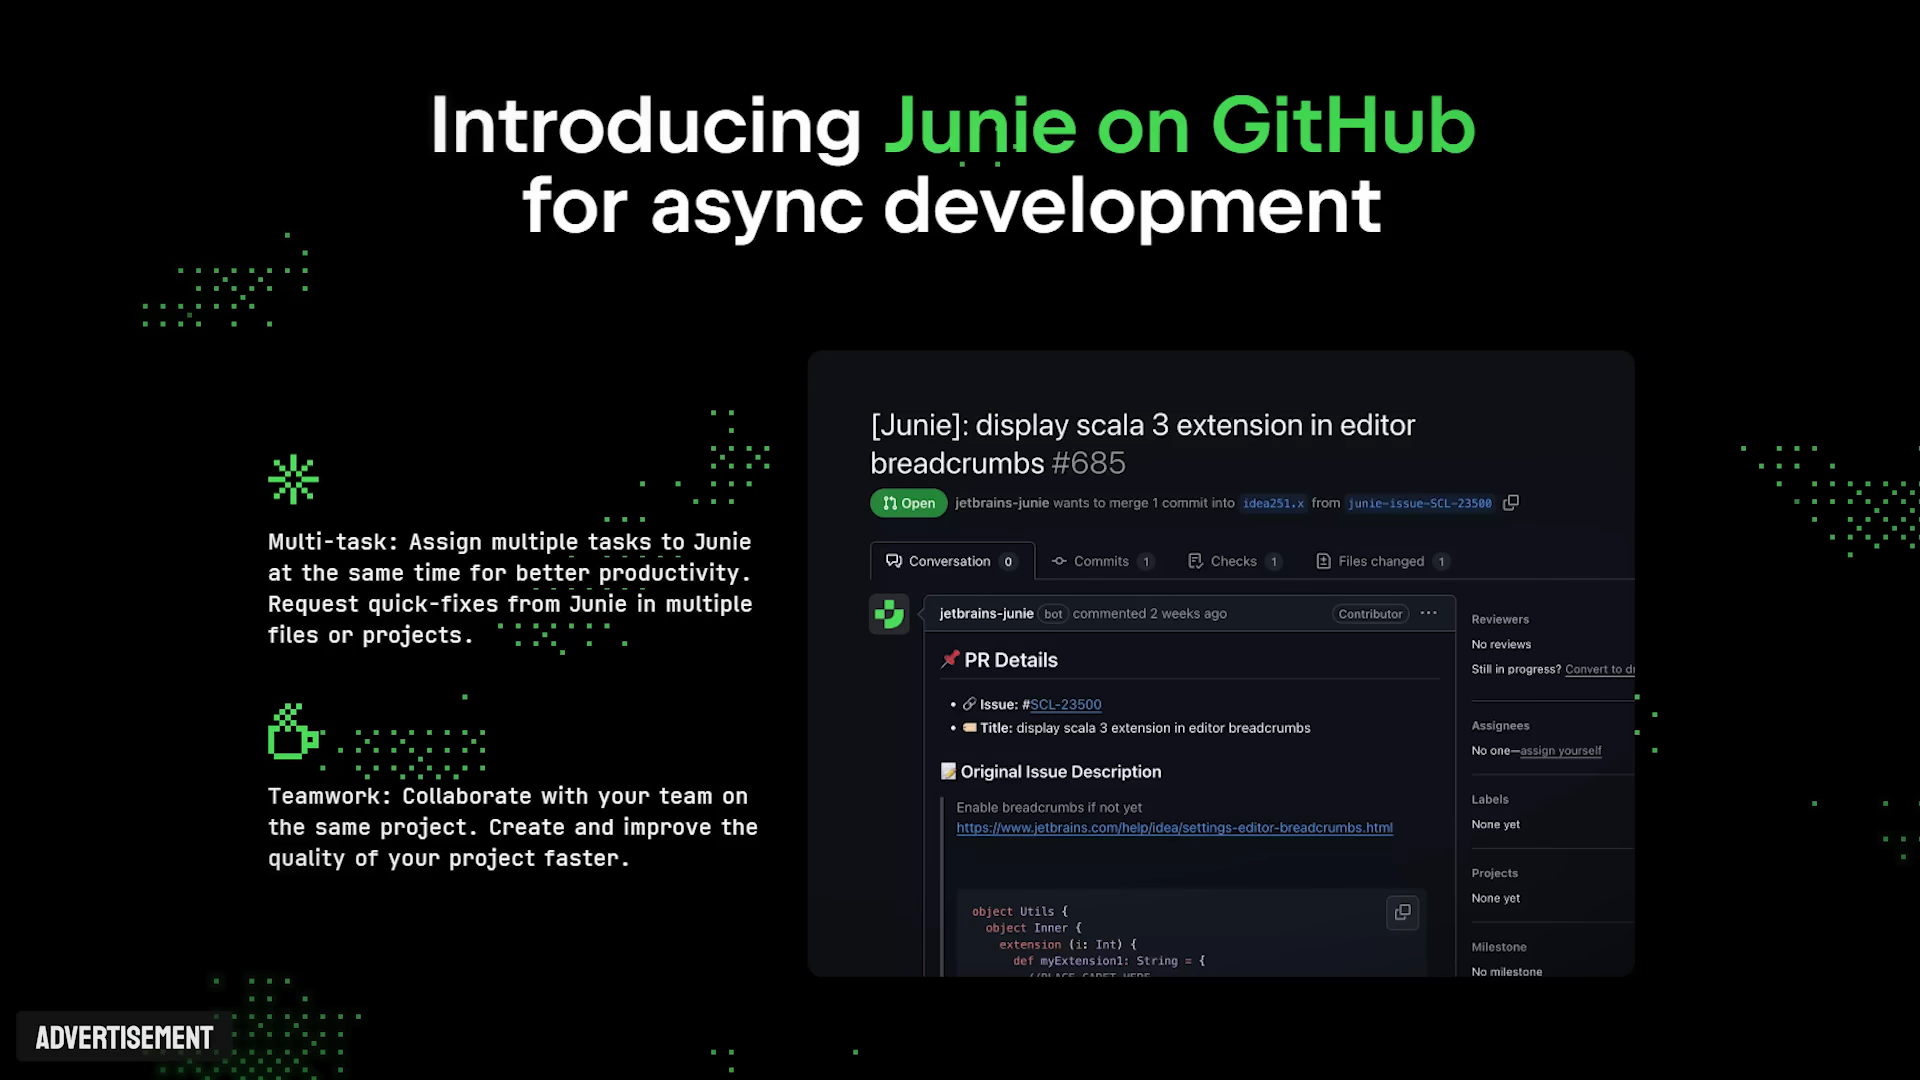 Introducing Junie on GitHub
for async development
Multi-task: Assign multiple tasks to Junie
at the same time for better productivity.
Request quick-fixes from Junie in multiple
files or projects.
Teamwork: Collaborate with your team on
the same project. Create and improve the
quality of your project faster.
[Junie]: display scala 3 extension in editor
breadcrumbs #685
Open jetbrains-junie wants to merge 1 commit into idea251.x from junie-issue-SCL-23500
Conversation 0 Commits 1 Checks 1 Files changed 1
jetbrains-junie bot commented 2 weeks ago Contributor ...
PR Details
• Issue: #SCL-23500
• Title: display scala 3 extension in editor breadcrumbs
Original Issue Description
Enable breadcrumbs if not yet
https://www.jetbrains.com/help/idea/settings-editor-breadcrumbs.html
object Utils {
object Inner {
extension (i: Int) {
def myExtension1: String = {
//PLACE CARET HERE
Reviewers
No reviews
Still in progress? Convert to
Assignees
No one—assign yourself
Labels
None yet
Projects
None yet
Milestone
No milestone
ADVERTISEMENT